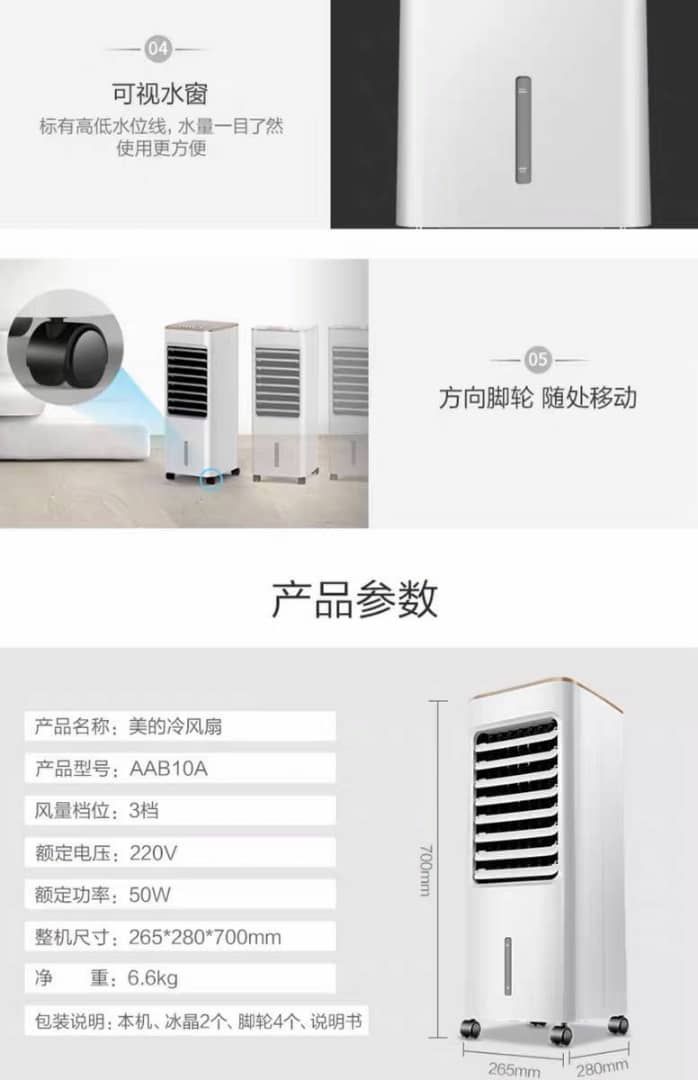 04
可视水窗
标有高低水位线，水量一目了然
使用更方便
05
方向脚轮 随处移动
产品参数
产品名称：美的冷风扇
产品型号：AAB10A
风量档位：3档
额定电压：220V
额定功率：50W
整机尺寸：265*280*700mm
净 重：6.6kg
包装说明：本机、冰晶2个、脚轮4个、说明书
700mm
265mm
280mm